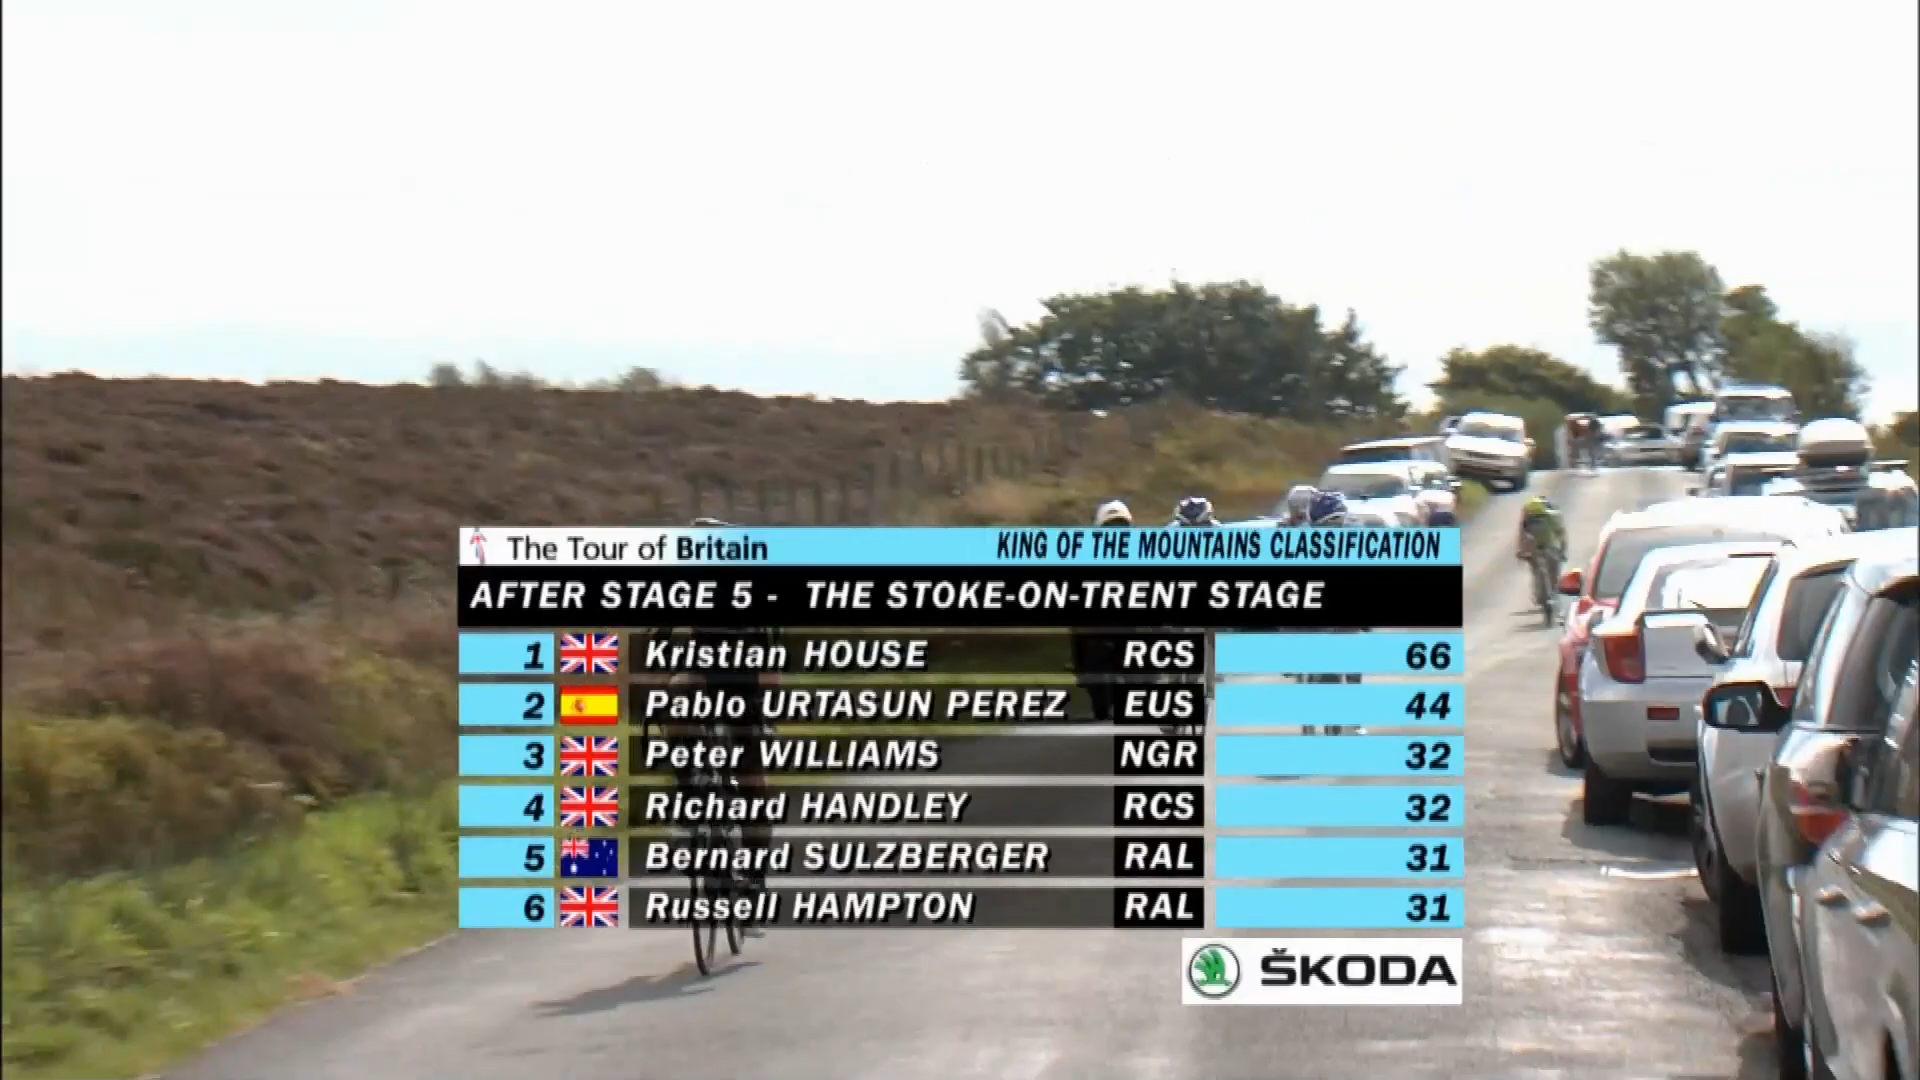 The Tour of Britain KING OF THE MOUNTAINS CLASSIFICATION
AFTER STAGE 5 - THE STOKE-ON-TRENT STAGE
1 Kristian HOUSE RCS 66
2 Pablo URTASUN PEREZ EUS 44
3 Peter WILLIAMS NGR 32
4 Richard HANDLEY RCS 32
5 Bernard SULZBERGER RAL 31
6 Russell HAMPTON RAL 31
ŠKODA